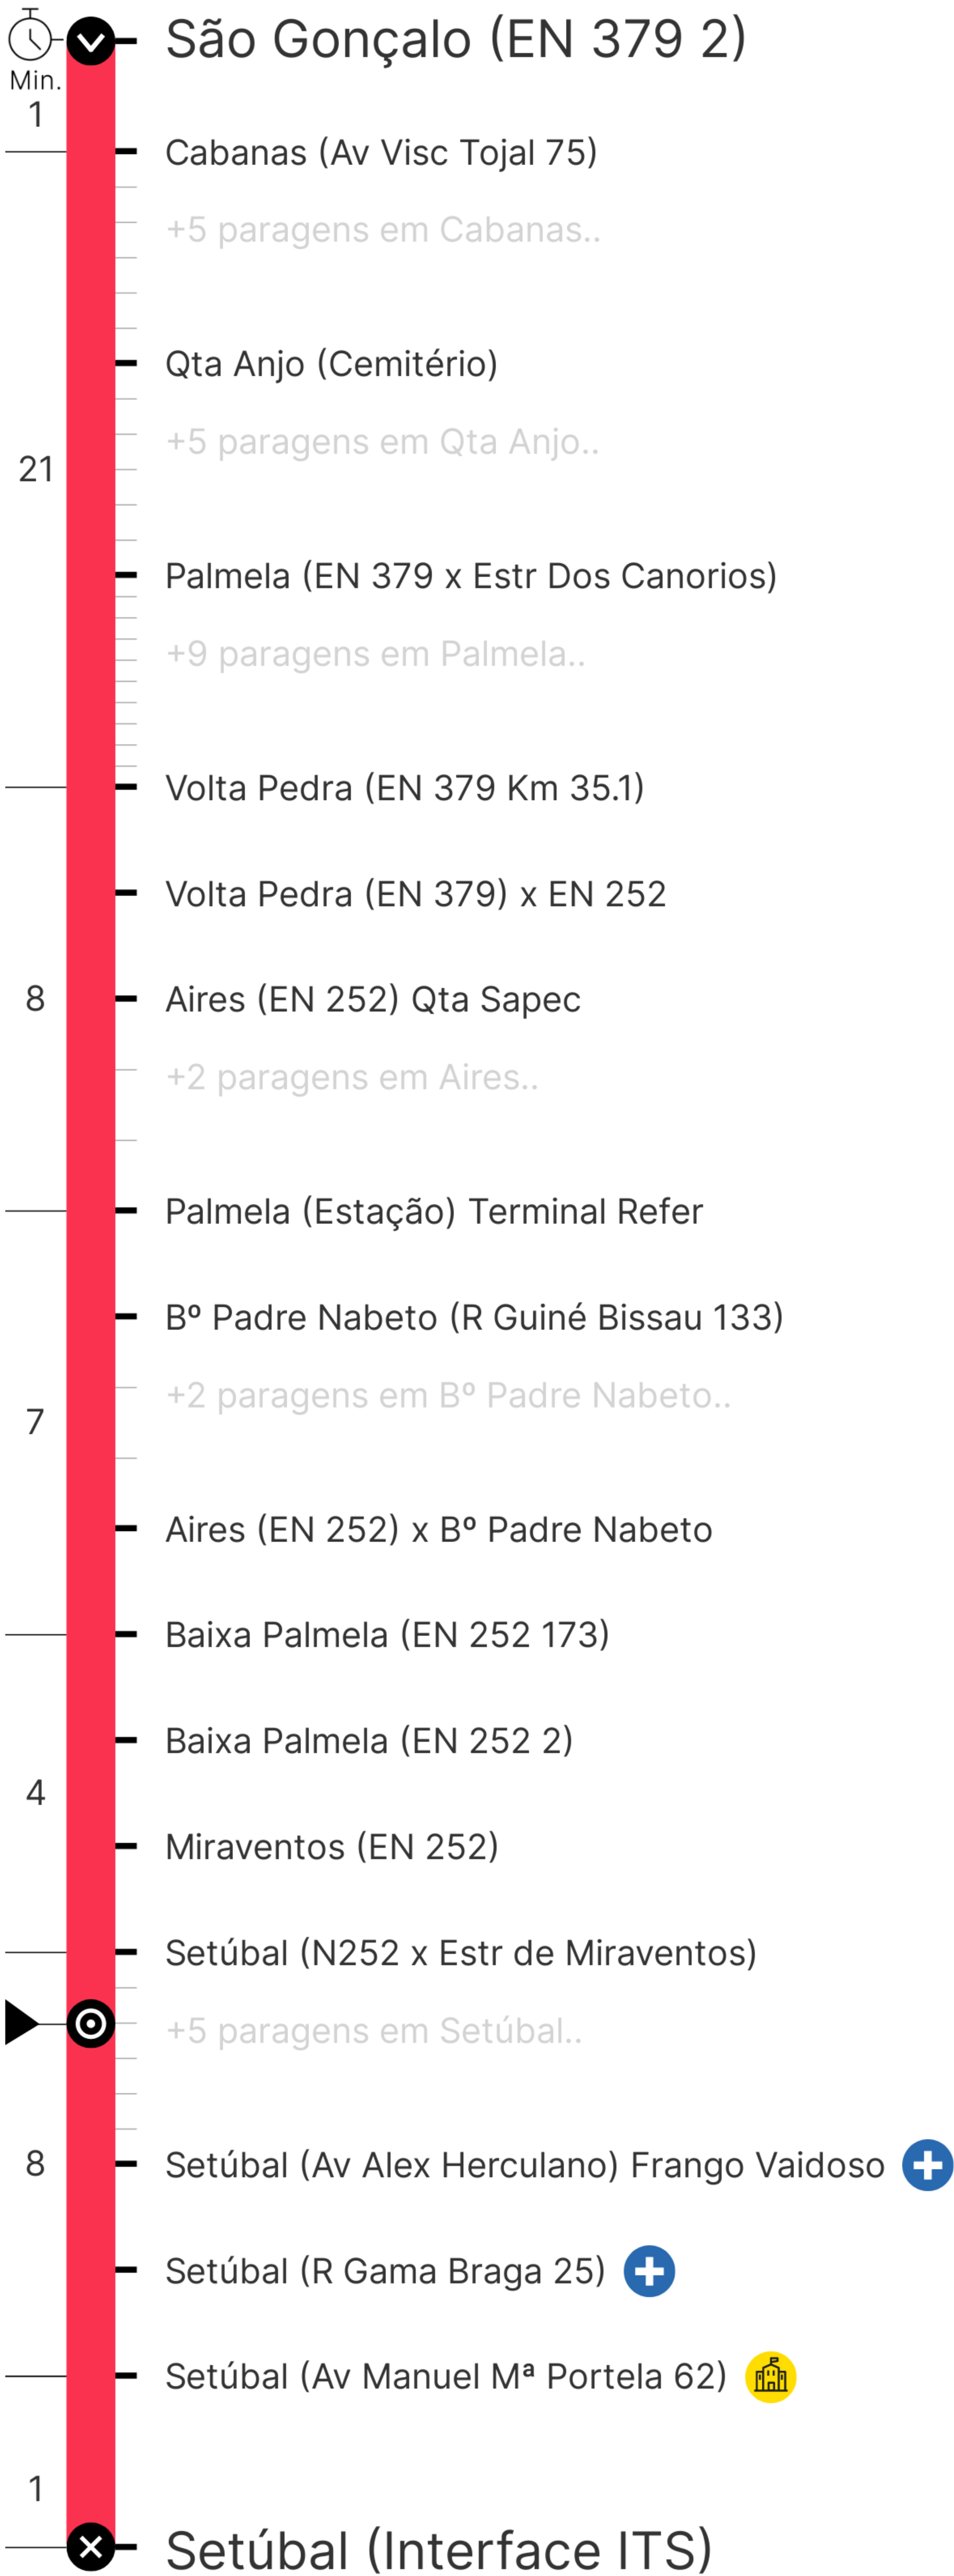 São Gonçalo (EN 379 2)
Min.
1
Cabanas (Av Visc Tojal 75)
+5 paragens em Cabanas..
Qta Anjo (Cemitério)
+5 paragens em Qta Anjo..
21
Palmela (EN 379 x Estr Dos Canorios)
+9 paragens em Palmela..
Volta Pedra (EN 379 Km 35.1)
Volta Pedra (EN 379) x EN 252
8
Aires (EN 252) Qta Sapec
+2 paragens em Aires..
Palmela (Estação) Terminal Refer
Bº Padre Nabeto (R Guiné Bissau 133)
+2 paragens em Bº Padre Nabeto..
7
Aires (EN 252) x Bº Padre Nabeto
Baixa Palmela (EN 252 173)
Baixa Palmela (EN 252 2)
4
Miraventos (EN 252)
Setúbal (N252 x Estr de Miraventos)
+5 paragens em Setúbal..
8
Setúbal (Av Alex Herculano) Frango Vaidoso
Setúbal (R Gama Braga 25)
Setúbal (Av Manuel Mª Portela 62)
1
Setúbal (Interface ITS)